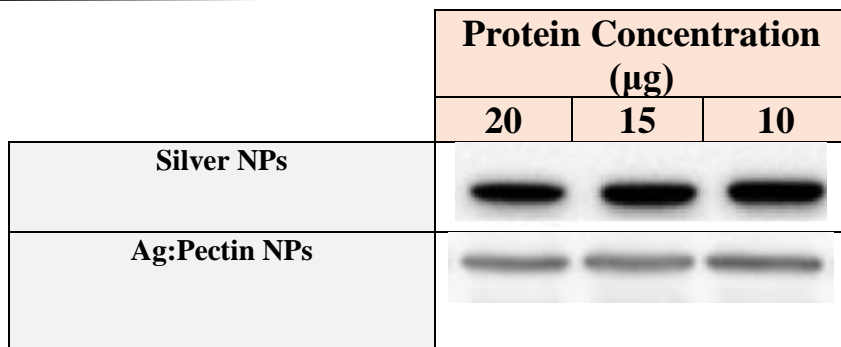 Protein Concentration
(µg)
20 15 10
Silver NPs
Ag:Pectin NPs